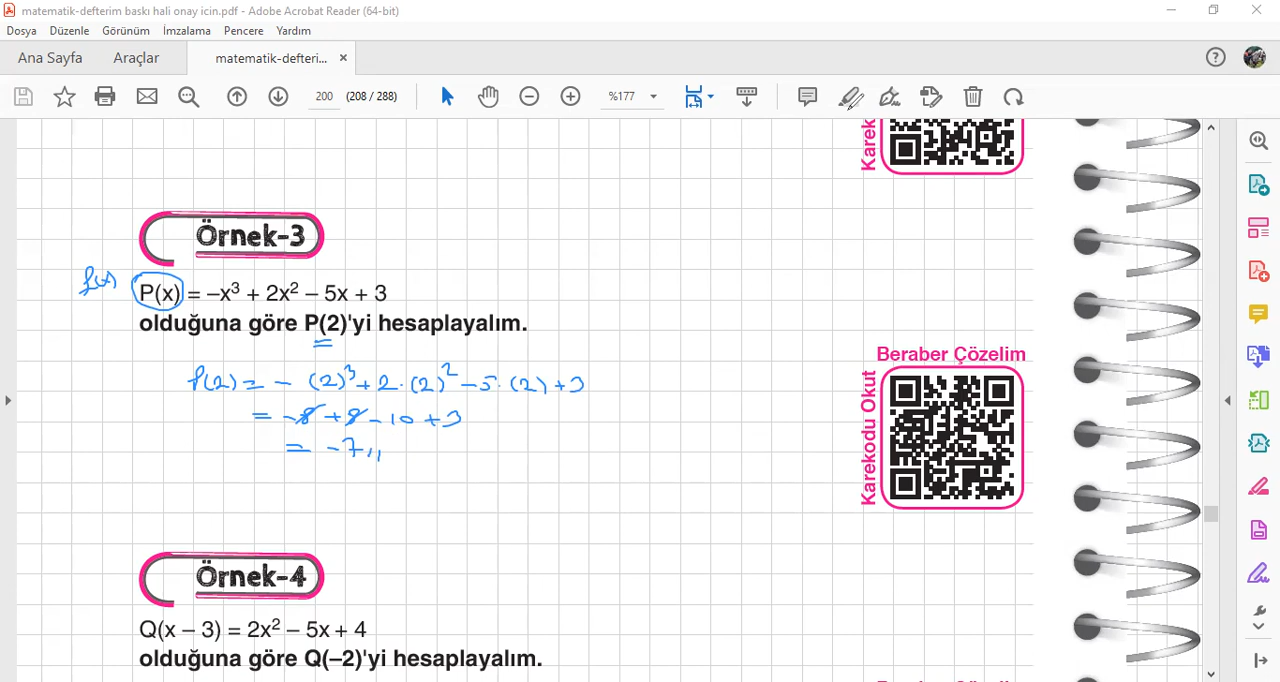 matematik-defterim baskı hali onay icin.pdf - Adobe Acrobat Reader (64-bit)
Dosya Düzenle Görünüm İmzalama Pencere Yardım
Ana Sayfa Araçlar matematik-defteri... ×
200 (208 / 288) %177
Karek
Örnek-3
f(x)
P(x) = –x³ + 2x² – 5x + 3
olduğuna göre P(2)'yi hesaplayalım.
P(2) = - (2)³ + 2·(2)² - 5·(2) + 3
= -8 + 8 - 10 + 3
= -7,,
Beraber Çözelim
Karekodu Okut
Örnek-4
Q(x – 3) = 2x² – 5x + 4
olduğuna göre Q(–2)'yi hesaplayalım.